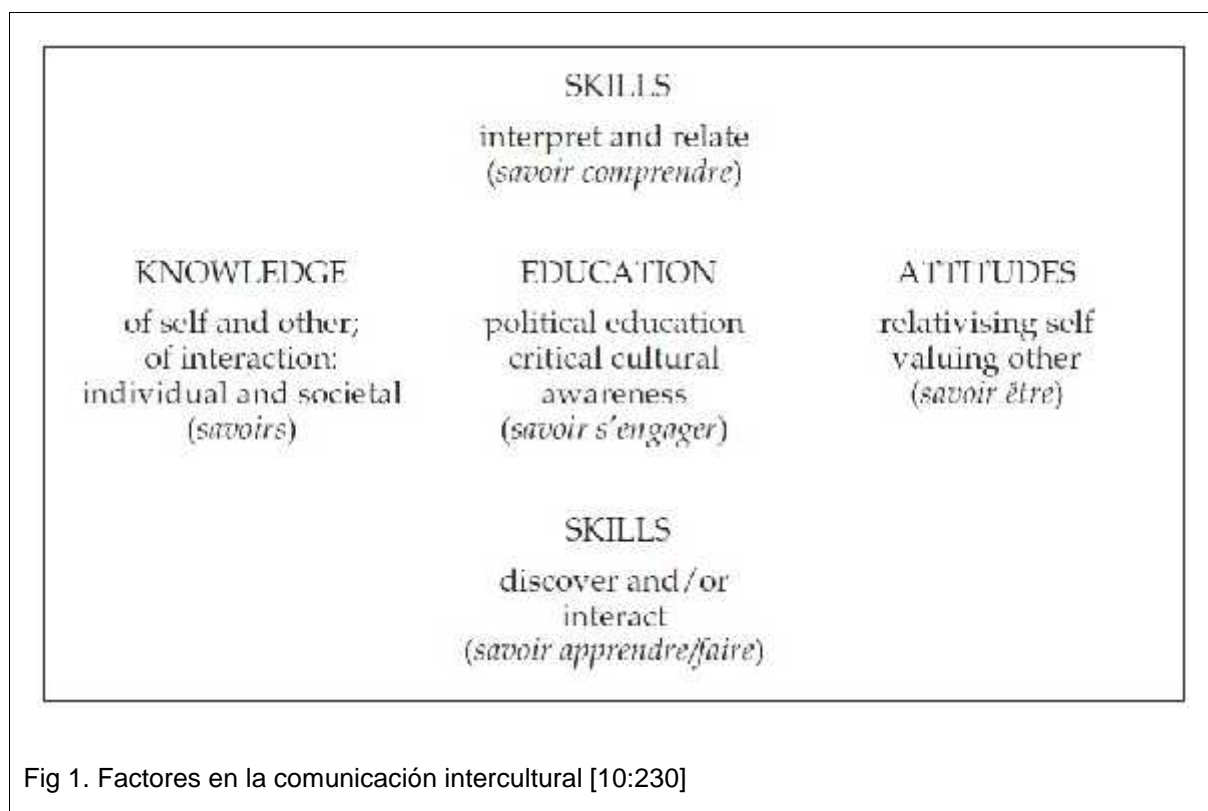 SKILLS
interpret and relate
(savoir comprendre)
KNOWLEDGE
of self and other;
of interaction:
individual and societal
(savoirs)
EDUCATION
political education
critical cultural
awareness
(savoir s'engager)
ATTITUDES
relativising self
valuing other
(savoir être)
SKILLS
discover and/or
interact
(savoir apprendre/faire)
Fig 1. Factores en la comunicación intercultural [10:230]